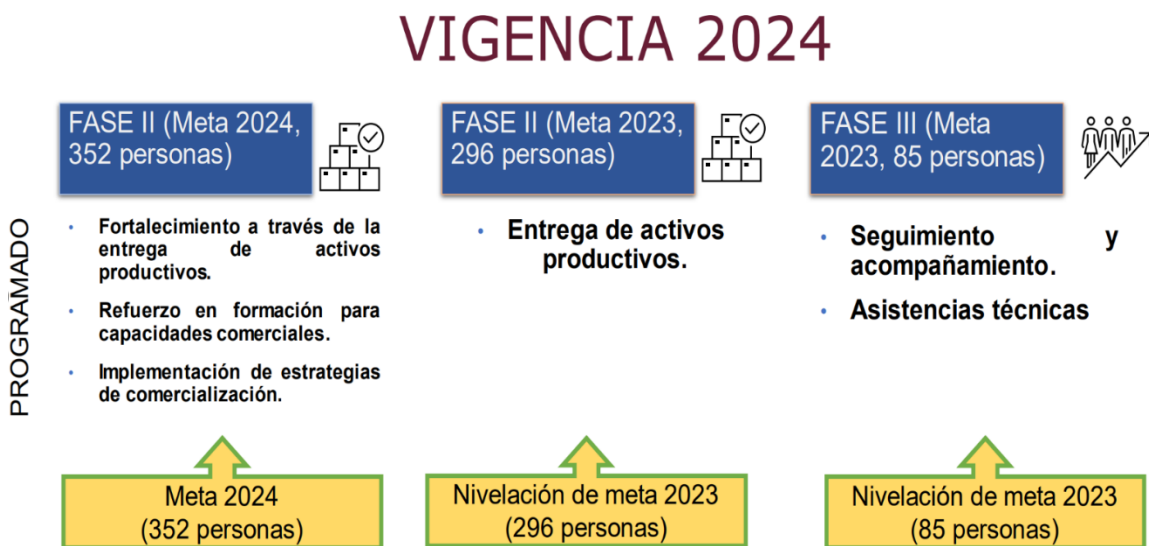 VIGENCIA 2024
PROGRAMADO
FASE II (Meta 2024,
352 personas)
• Fortalecimiento a través de la
entrega de activos
productivos.
• Refuerzo en formación para
capacidades comerciales.
• Implementación de estrategias
de comercialización.
Meta 2024
(352 personas)
FASE II (Meta 2023,
296 personas)
• Entrega de activos
productivos.
Nivelación de meta 2023
(296 personas)
FASE III (Meta
2023, 85 personas)
• Seguimiento y
acompañamiento.
• Asistencias técnicas
Nivelación de meta 2023
(85 personas)